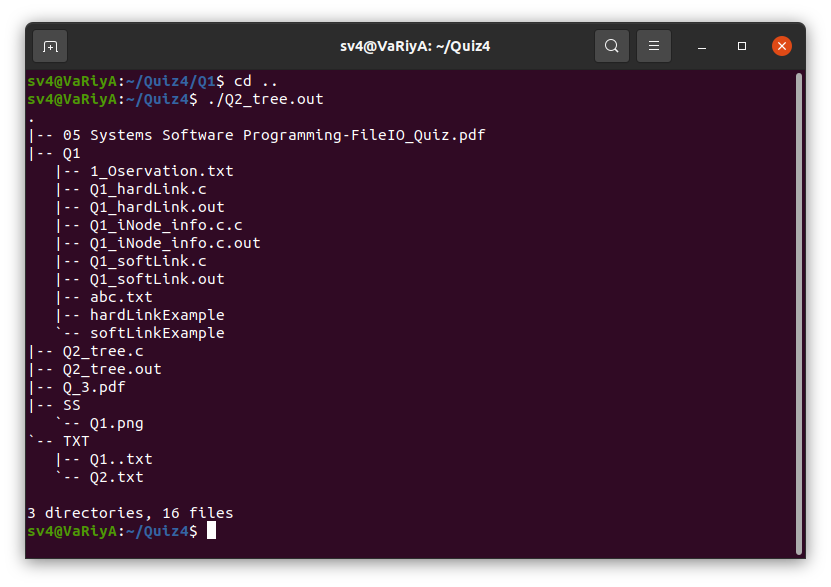 sv4@VaRiyA: ~/Quiz4
sv4@VaRiyA:~/Quiz4/Q1$ cd ..
sv4@VaRiyA:~/Quiz4$ ./Q2_tree.out
.
|-- 05 Systems Software Programming-FileIO_Quiz.pdf
|-- Q1
   |-- 1_Oservation.txt
   |-- Q1_hardLink.c
   |-- Q1_hardLink.out
   |-- Q1_iNode_info.c.c
   |-- Q1_iNode_info.c.out
   |-- Q1_softLink.c
   |-- Q1_softLink.out
   |-- abc.txt
   |-- hardLinkExample
   `-- softLinkExample
|-- Q2_tree.c
|-- Q2_tree.out
|-- Q_3.pdf
|-- SS
   `-- Q1.png
`-- TXT
   |-- Q1..txt
   `-- Q2.txt

3 directories, 16 files
sv4@VaRiyA:~/Quiz4$